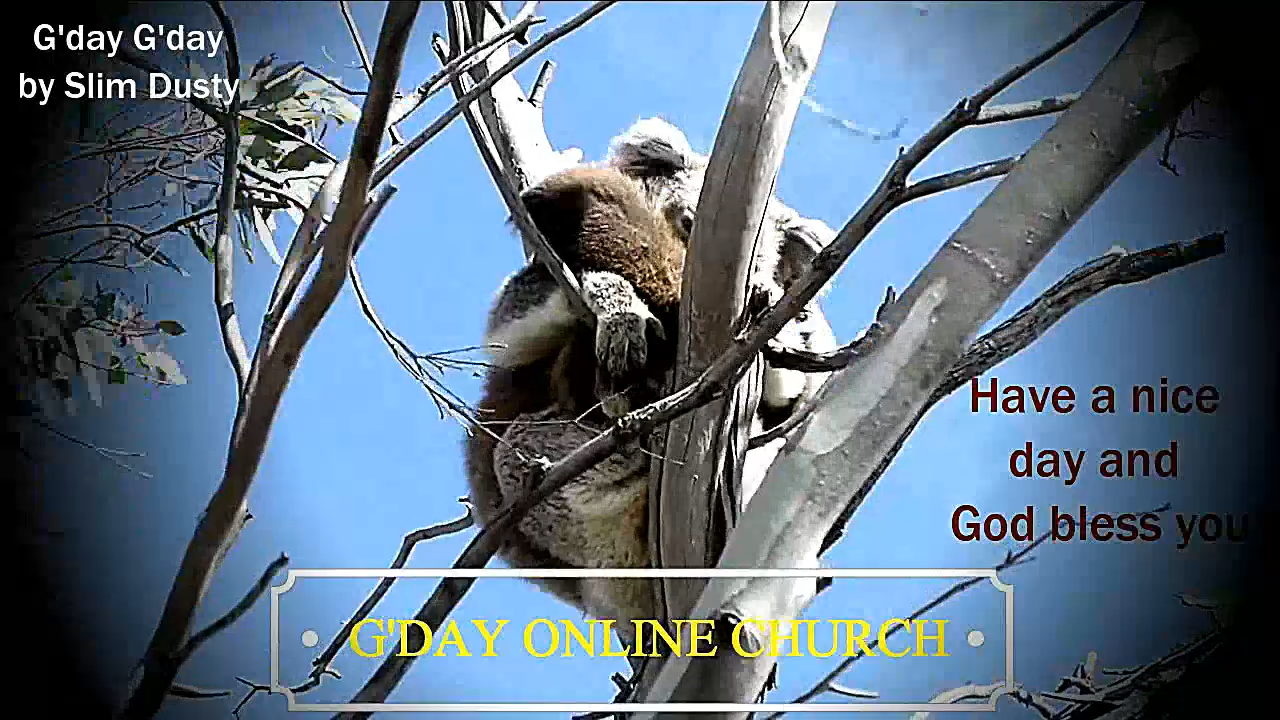 G'day G'day
by Slim Dusty
Have a nice
day and
God bless you
G'DAY ONLINE CHURCH